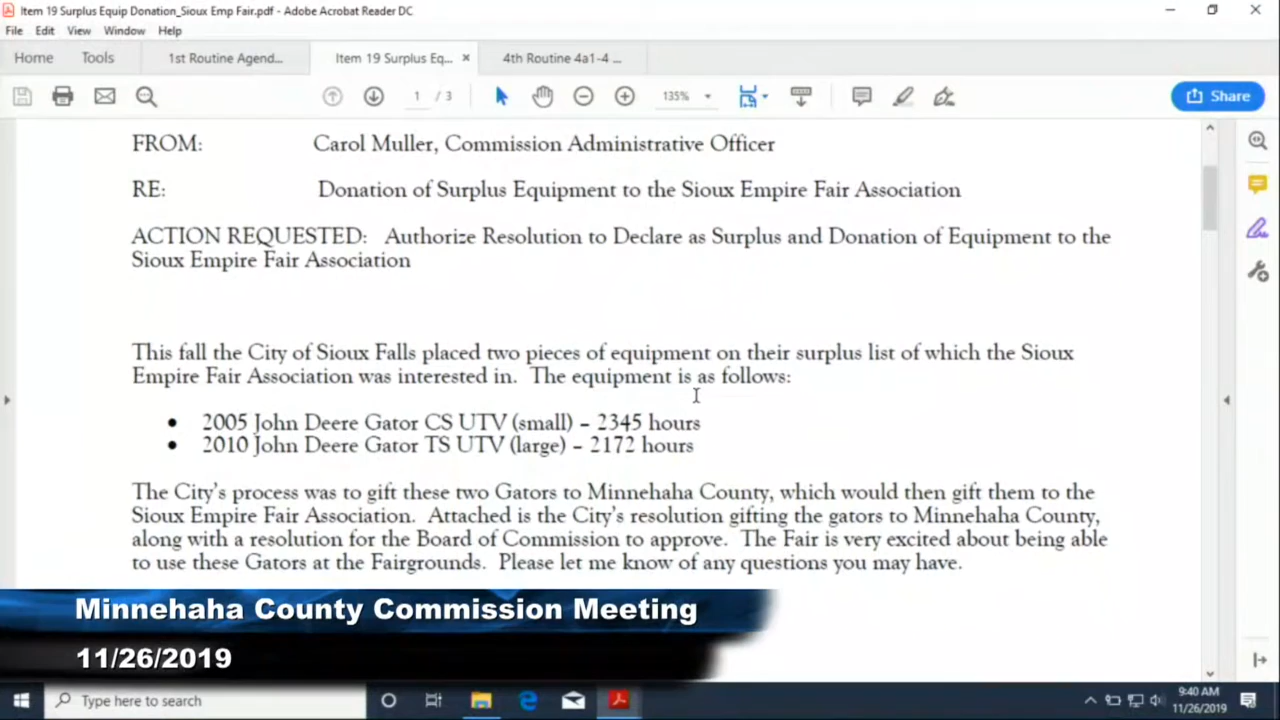 Item 19 Surplus Equip Donation_Sioux Emp Fair.pdf - Adobe Acrobat Reader DC
File Edit View Window Help
Home Tools 1st Routine Agend... Item 19 Surplus Eq... × 4th Routine 4a1-4 ...
1 / 3 135% Share
FROM: Carol Muller, Commission Administrative Officer
RE: Donation of Surplus Equipment to the Sioux Empire Fair Association
ACTION REQUESTED: Authorize Resolution to Declare as Surplus and Donation of Equipment to the
Sioux Empire Fair Association
This fall the City of Sioux Falls placed two pieces of equipment on their surplus list of which the Sioux
Empire Fair Association was interested in. The equipment is as follows:
• 2005 John Deere Gator CS UTV (small) – 2345 hours
• 2010 John Deere Gator TS UTV (large) – 2172 hours
The City's process was to gift these two Gators to Minnehaha County, which would then gift them to the
Sioux Empire Fair Association. Attached is the City's resolution gifting the gators to Minnehaha County,
along with a resolution for the Board of Commission to approve. The Fair is very excited about being able
to use these Gators at the Fairgrounds. Please let me know of any questions you may have.
Minnehaha County Commission Meeting
11/26/2019
Type here to search
9:40 AM
11/26/2019